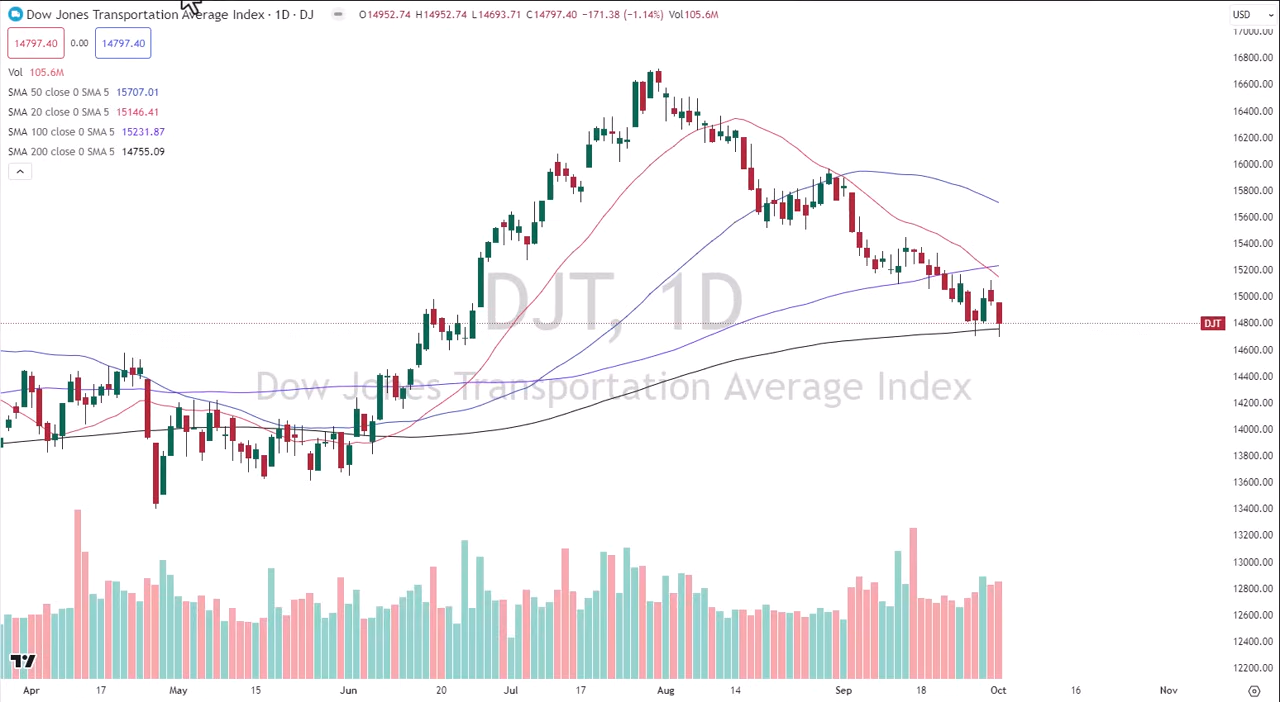 Dow Jones Transportation Average Index · 1D · DJ O14952.74 H14952.74 L14693.71 C14797.40 −171.38 (−1.14%) Vol105.6M
USD
14797.40 0.00 14797.40
Vol 105.6M
SMA 50 close 0 SMA 5 15707.01
SMA 20 close 0 SMA 5 15146.41
SMA 100 close 0 SMA 5 15231.87
SMA 200 close 0 SMA 5 14755.09
DJT, 1D
Dow Jones Transportation Average Index
17000.00
16800.00
16600.00
16400.00
16200.00
16000.00
15800.00
15600.00
15400.00
15200.00
15000.00
DJT
14800.00
14600.00
14400.00
14200.00
14000.00
13800.00
13600.00
13400.00
13200.00
13000.00
12800.00
12600.00
12400.00
12200.00
Apr 17 May 15 Jun 20 Jul 17 Aug 14 Sep 18 Oct 16 Nov